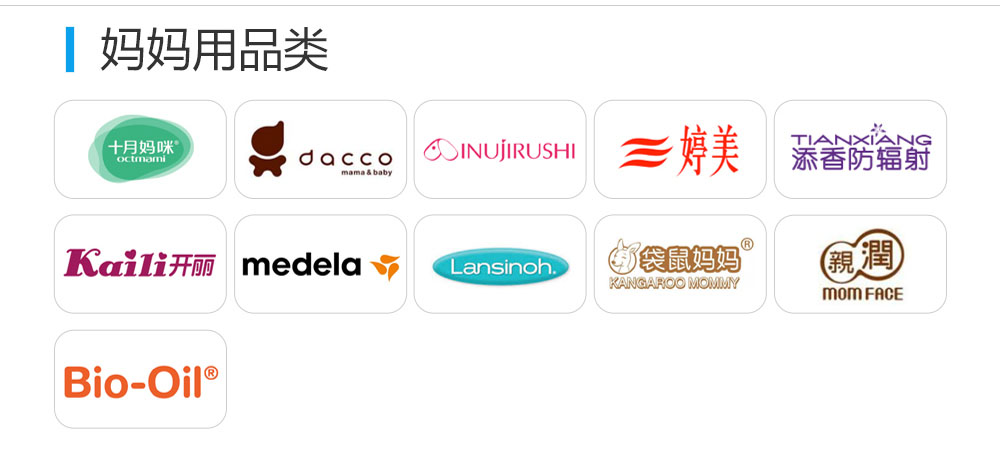 妈妈用品类
十月妈咪®
octmami
dacco
mama & baby
INUJIRUSHI
婷美
TIANXIANG
添香防辐射
Kaili开丽
medela
Lansinoh®
袋鼠妈妈®
KANGAROO MOMMY
親潤
MOM FACE
Bio-Oil®